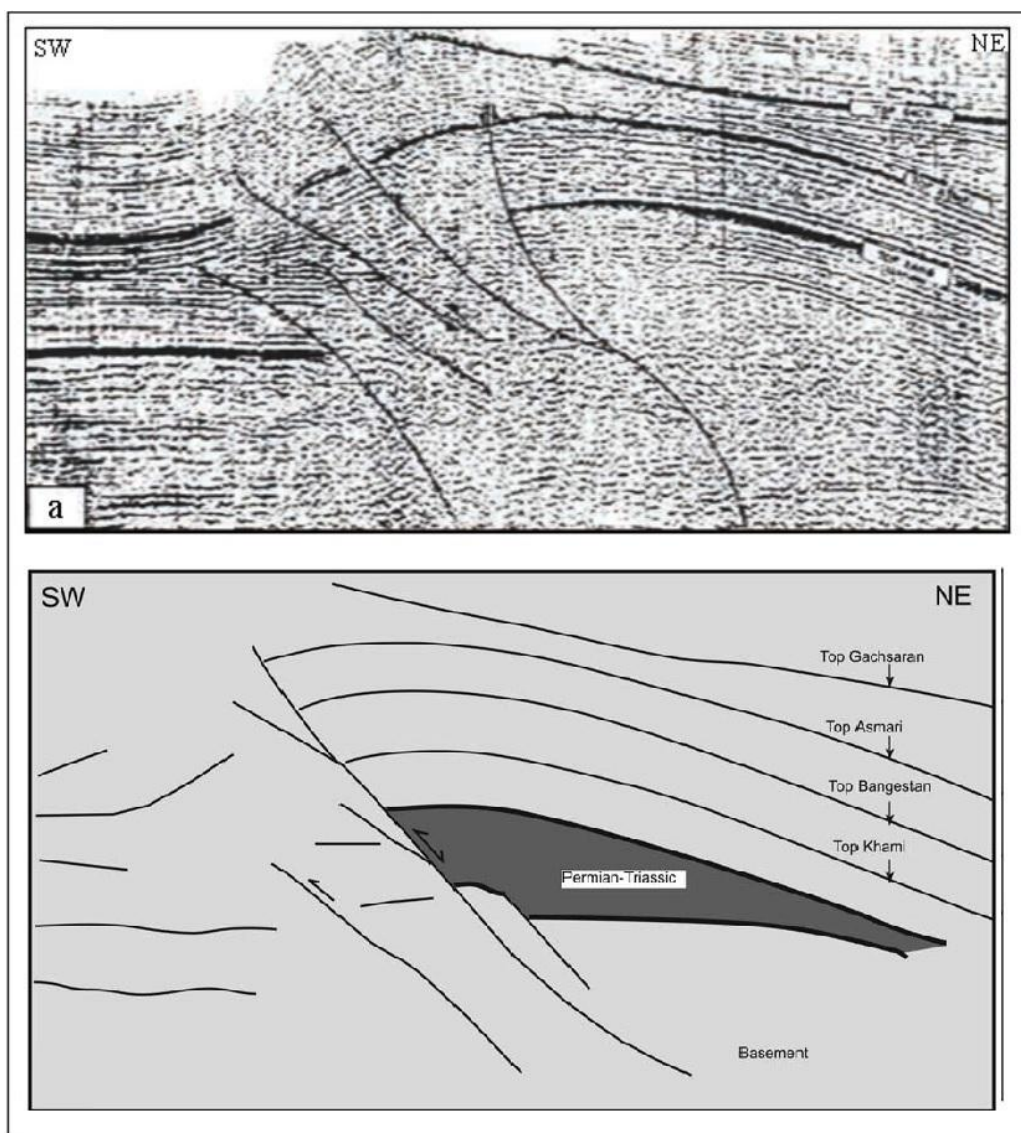 SW
NE
a
SW
NE
Top Gachsaran
Top Asmari
Top Bangestan
Top Khami
Permian-Triassic
Basement